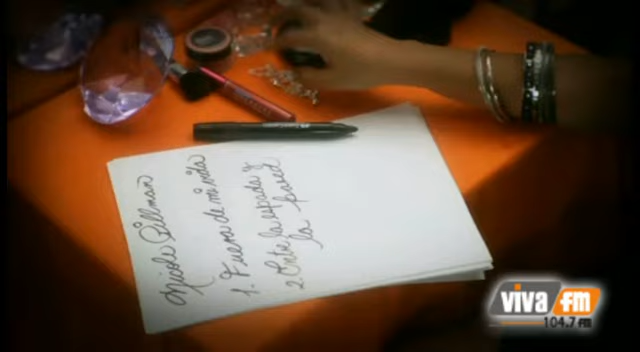 Nicole Pillman
1. Fuera de mi vida
2. Entre la espada y
la pared
viva fm
104.7 fm